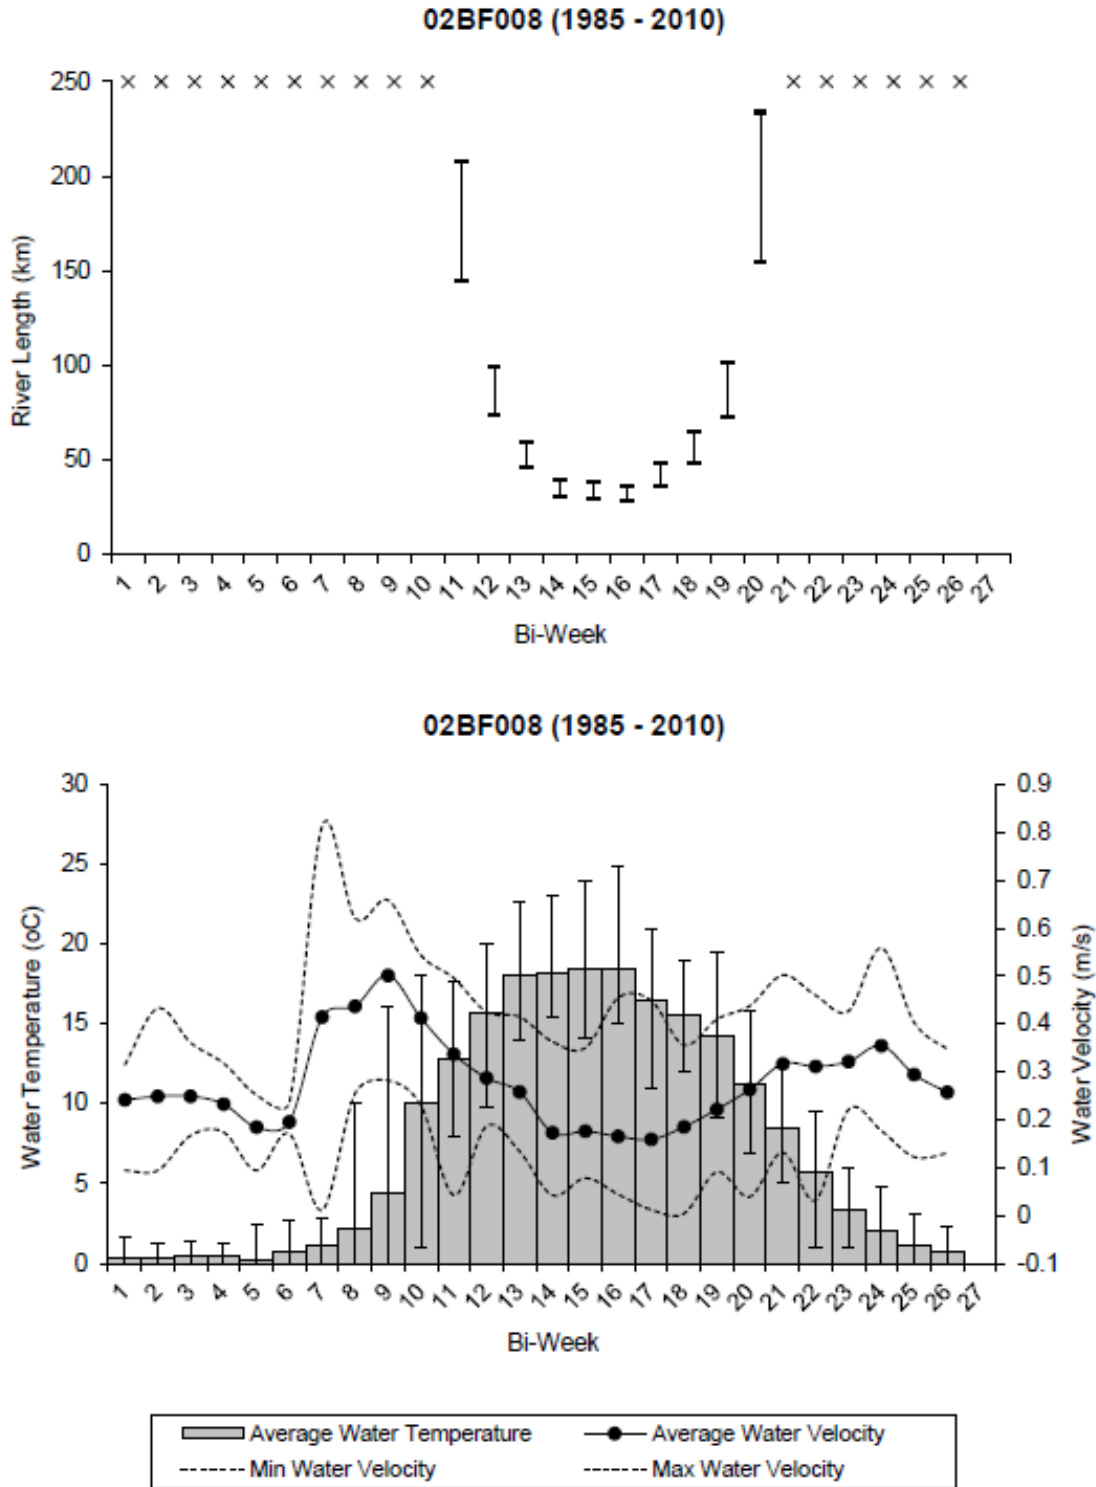 02BF008 (1985 - 2010)
250
200
150
100
50
0
River Length (km)
1 2 3 4 5 6 7 8 9 10 11 12 13 14 15 16 17 18 19 20 21 22 23 24 25 26 27
Bi-Week
02BF008 (1985 - 2010)
30
25
20
15
10
5
0
Water Temperature (oC)
0.9
0.8
0.7
0.6
0.5
0.4
0.3
0.2
0.1
0
-0.1
Water Velocity (m/s)
1 2 3 4 5 6 7 8 9 10 11 12 13 14 15 16 17 18 19 20 21 22 23 24 25 26 27
Bi-Week
Average Water Temperature Average Water Velocity
Min Water Velocity Max Water Velocity